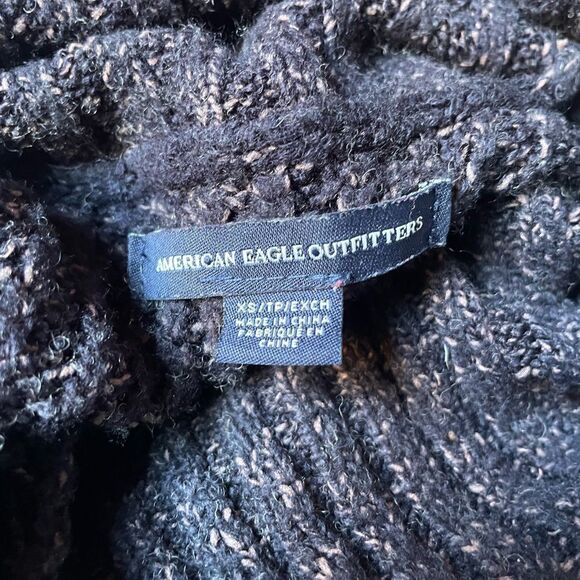 AMERICAN EAGLE OUTFITTERS
XS/TP/EXCH
MADE IN CHINA
FABRIQUE EN
CHINE